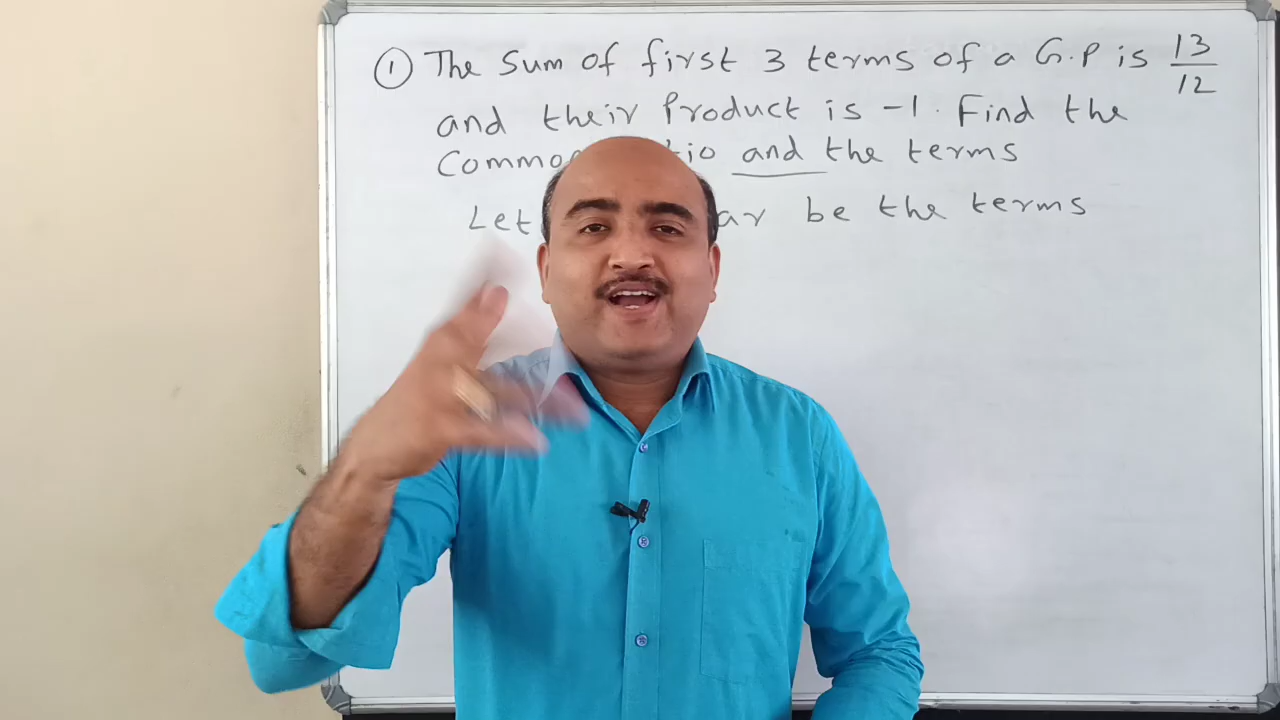 ① The Sum of first 3 terms of a G.P is 13/12
and their Product is -1. Find the
Commo tio and the terms
Let ar be the terms